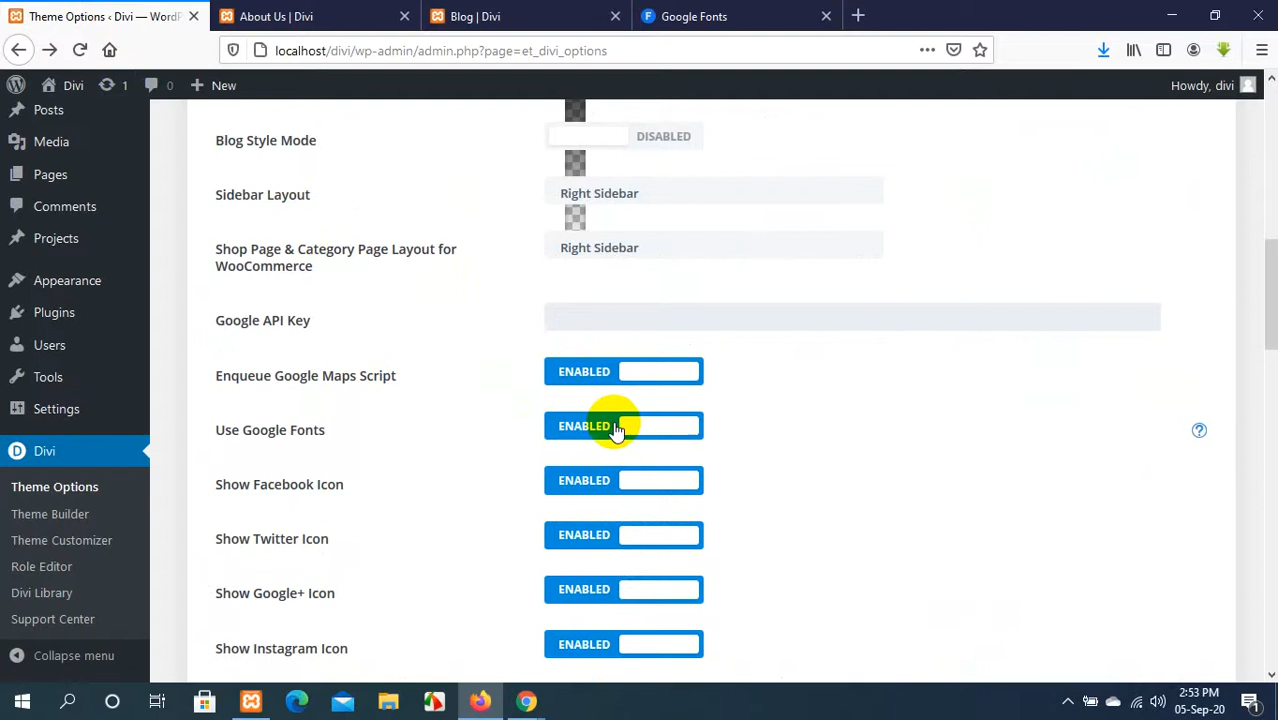 Theme Options ‹ Divi — WordP
About Us | Divi
Blog | Divi
Google Fonts
localhost/divi/wp-admin/admin.php?page=et_divi_options
Divi
1
0
New
Howdy, divi
Posts
Media
Pages
Comments
Projects
Appearance
Plugins
Users
Tools
Settings
Divi
Theme Options
Theme Builder
Theme Customizer
Role Editor
Divi Library
Support Center
Collapse menu
Blog Style Mode
DISABLED
Sidebar Layout
Right Sidebar
Shop Page & Category Page Layout for
WooCommerce
Right Sidebar
Google API Key
Enqueue Google Maps Script
ENABLED
Use Google Fonts
ENABLED
Show Facebook Icon
ENABLED
Show Twitter Icon
ENABLED
Show Google+ Icon
ENABLED
Show Instagram Icon
ENABLED
2:53 PM
05-Sep-20